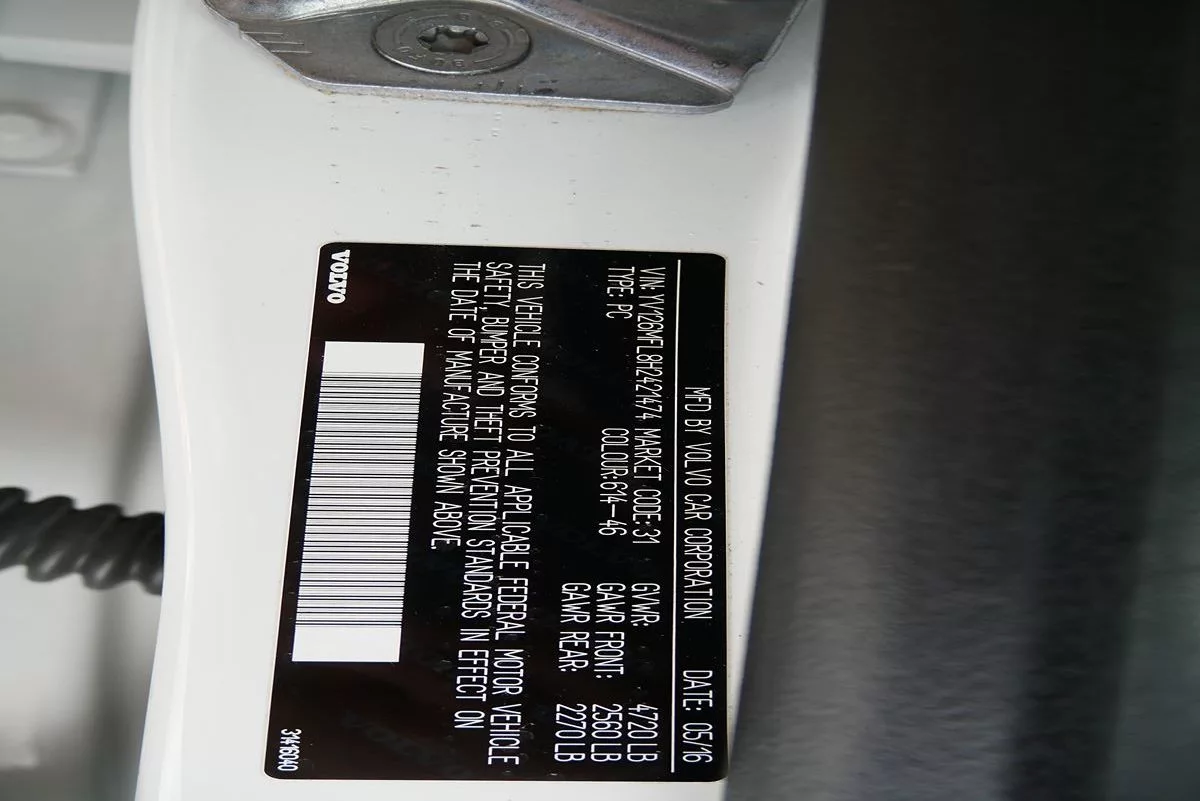 MFD BY VOLVO CAR CORPORATION DATE: 05/16
VIN: YV126MFL8H2421474 MARKET CODE:31 GVWR: 4720 LB
TYPE: PC COLOUR:614-46 GAWR FRONT: 2560 LB
GAWR REAR: 2270 LB
THIS VEHICLE CONFORMS TO ALL APPLICABLE FEDERAL MOTOR VEHICLE
SAFETY, BUMPER AND THEFT PREVENTION STANDARDS IN EFFECT ON
THE DATE OF MANUFACTURE SHOWN ABOVE.
VOLVO
31416040